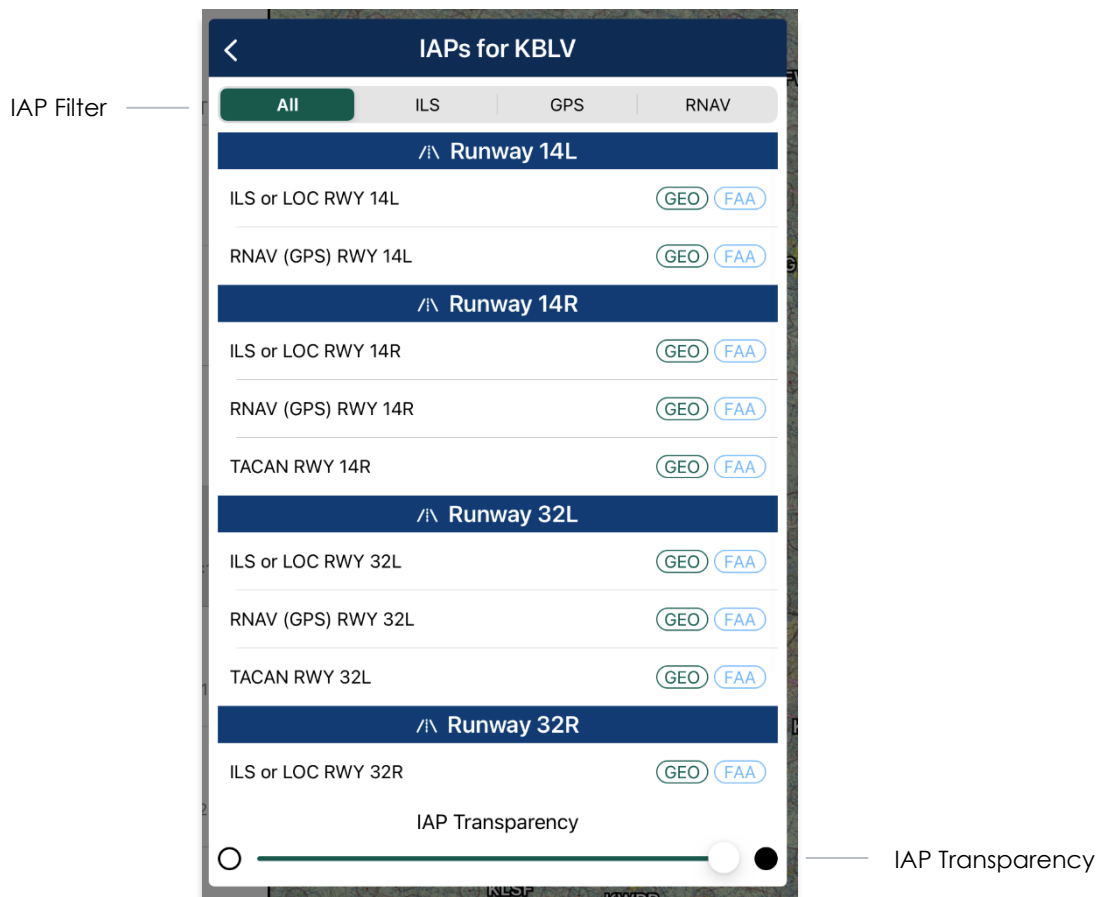 IAPs for KBLV
IAP Filter
All ILS GPS RNAV
Runway 14L
ILS or LOC RWY 14L GEO FAA
RNAV (GPS) RWY 14L GEO FAA
Runway 14R
ILS or LOC RWY 14R GEO FAA
RNAV (GPS) RWY 14R GEO FAA
TACAN RWY 14R GEO FAA
Runway 32L
ILS or LOC RWY 32L GEO FAA
RNAV (GPS) RWY 32L GEO FAA
TACAN RWY 32L GEO FAA
Runway 32R
ILS or LOC RWY 32R GEO FAA
IAP Transparency
IAP Transparency